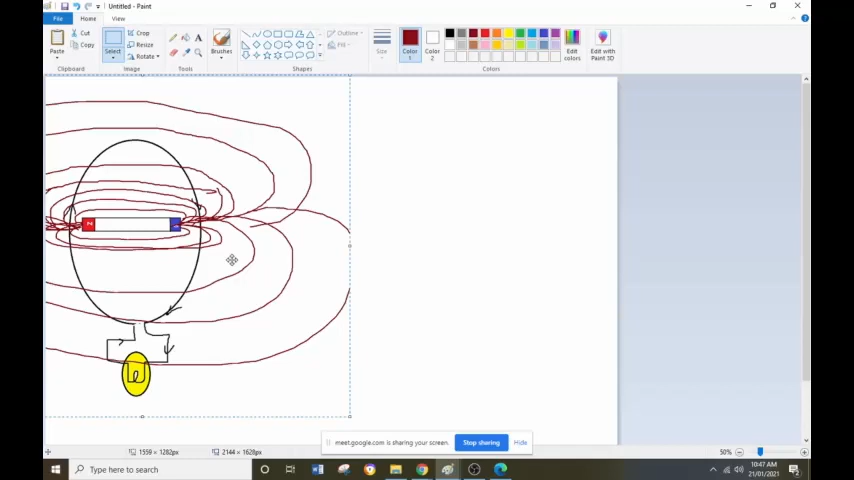 Untitled - Paint
File
Home
View
Paste
Cut
Copy
Select
Crop
Resize
Rotate
A
Brushes
Outline
Fill
Size
Color
1
Color
2
Edit
colors
Edit with
Paint 3D
Clipboard
Image
Tools
Shapes
Colors
meet.google.com is sharing your screen.
Stop sharing
Hide
1559 × 1282px
2144 × 1628px
50%
Type here to search
10:47 AM
21/01/2021